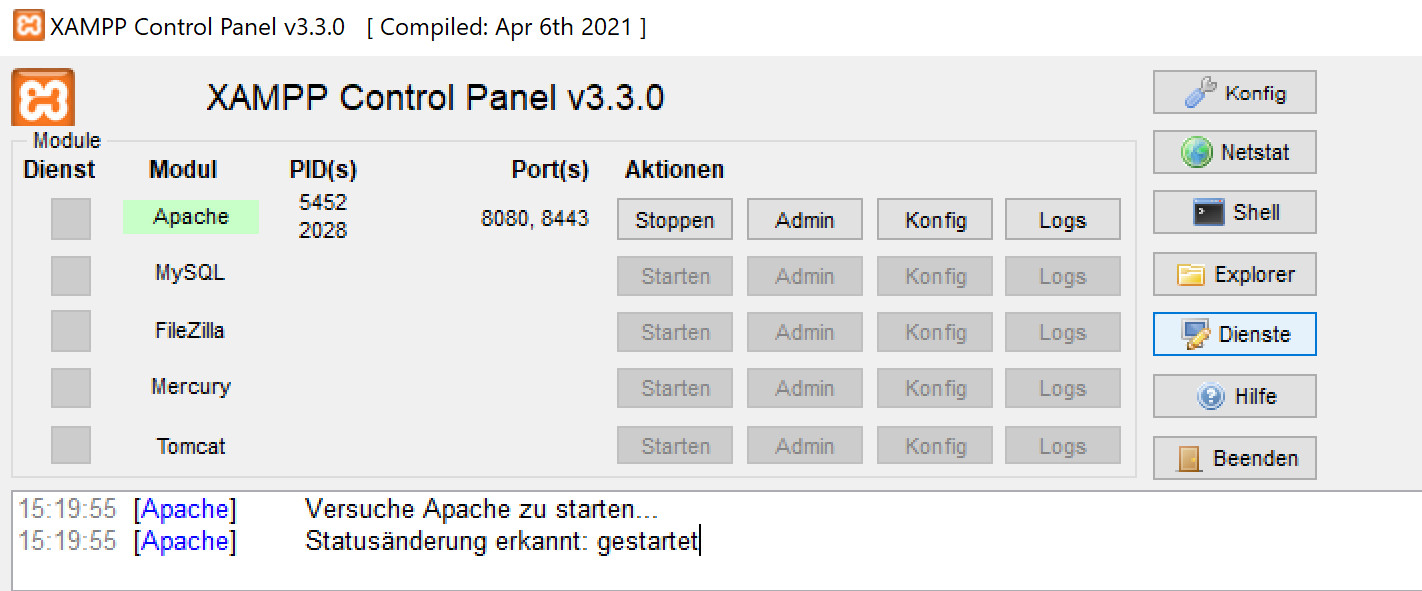 XAMPP Control Panel v3.3.0 [ Compiled: Apr 6th 2021 ]
XAMPP Control Panel v3.3.0
Module
Dienst Modul PID(s) Port(s) Aktionen
Apache 5452 2028 8080, 8443 Stoppen Admin Konfig Logs
MySQL Starten Admin Konfig Logs
FileZilla Starten Admin Konfig Logs
Mercury Starten Admin Konfig Logs
Tomcat Starten Admin Konfig Logs
Konfig
Netstat
Shell
Explorer
Dienste
Hilfe
Beenden
15:19:55 [Apache] Versuche Apache zu starten...
15:19:55 [Apache] Statusänderung erkannt: gestartet